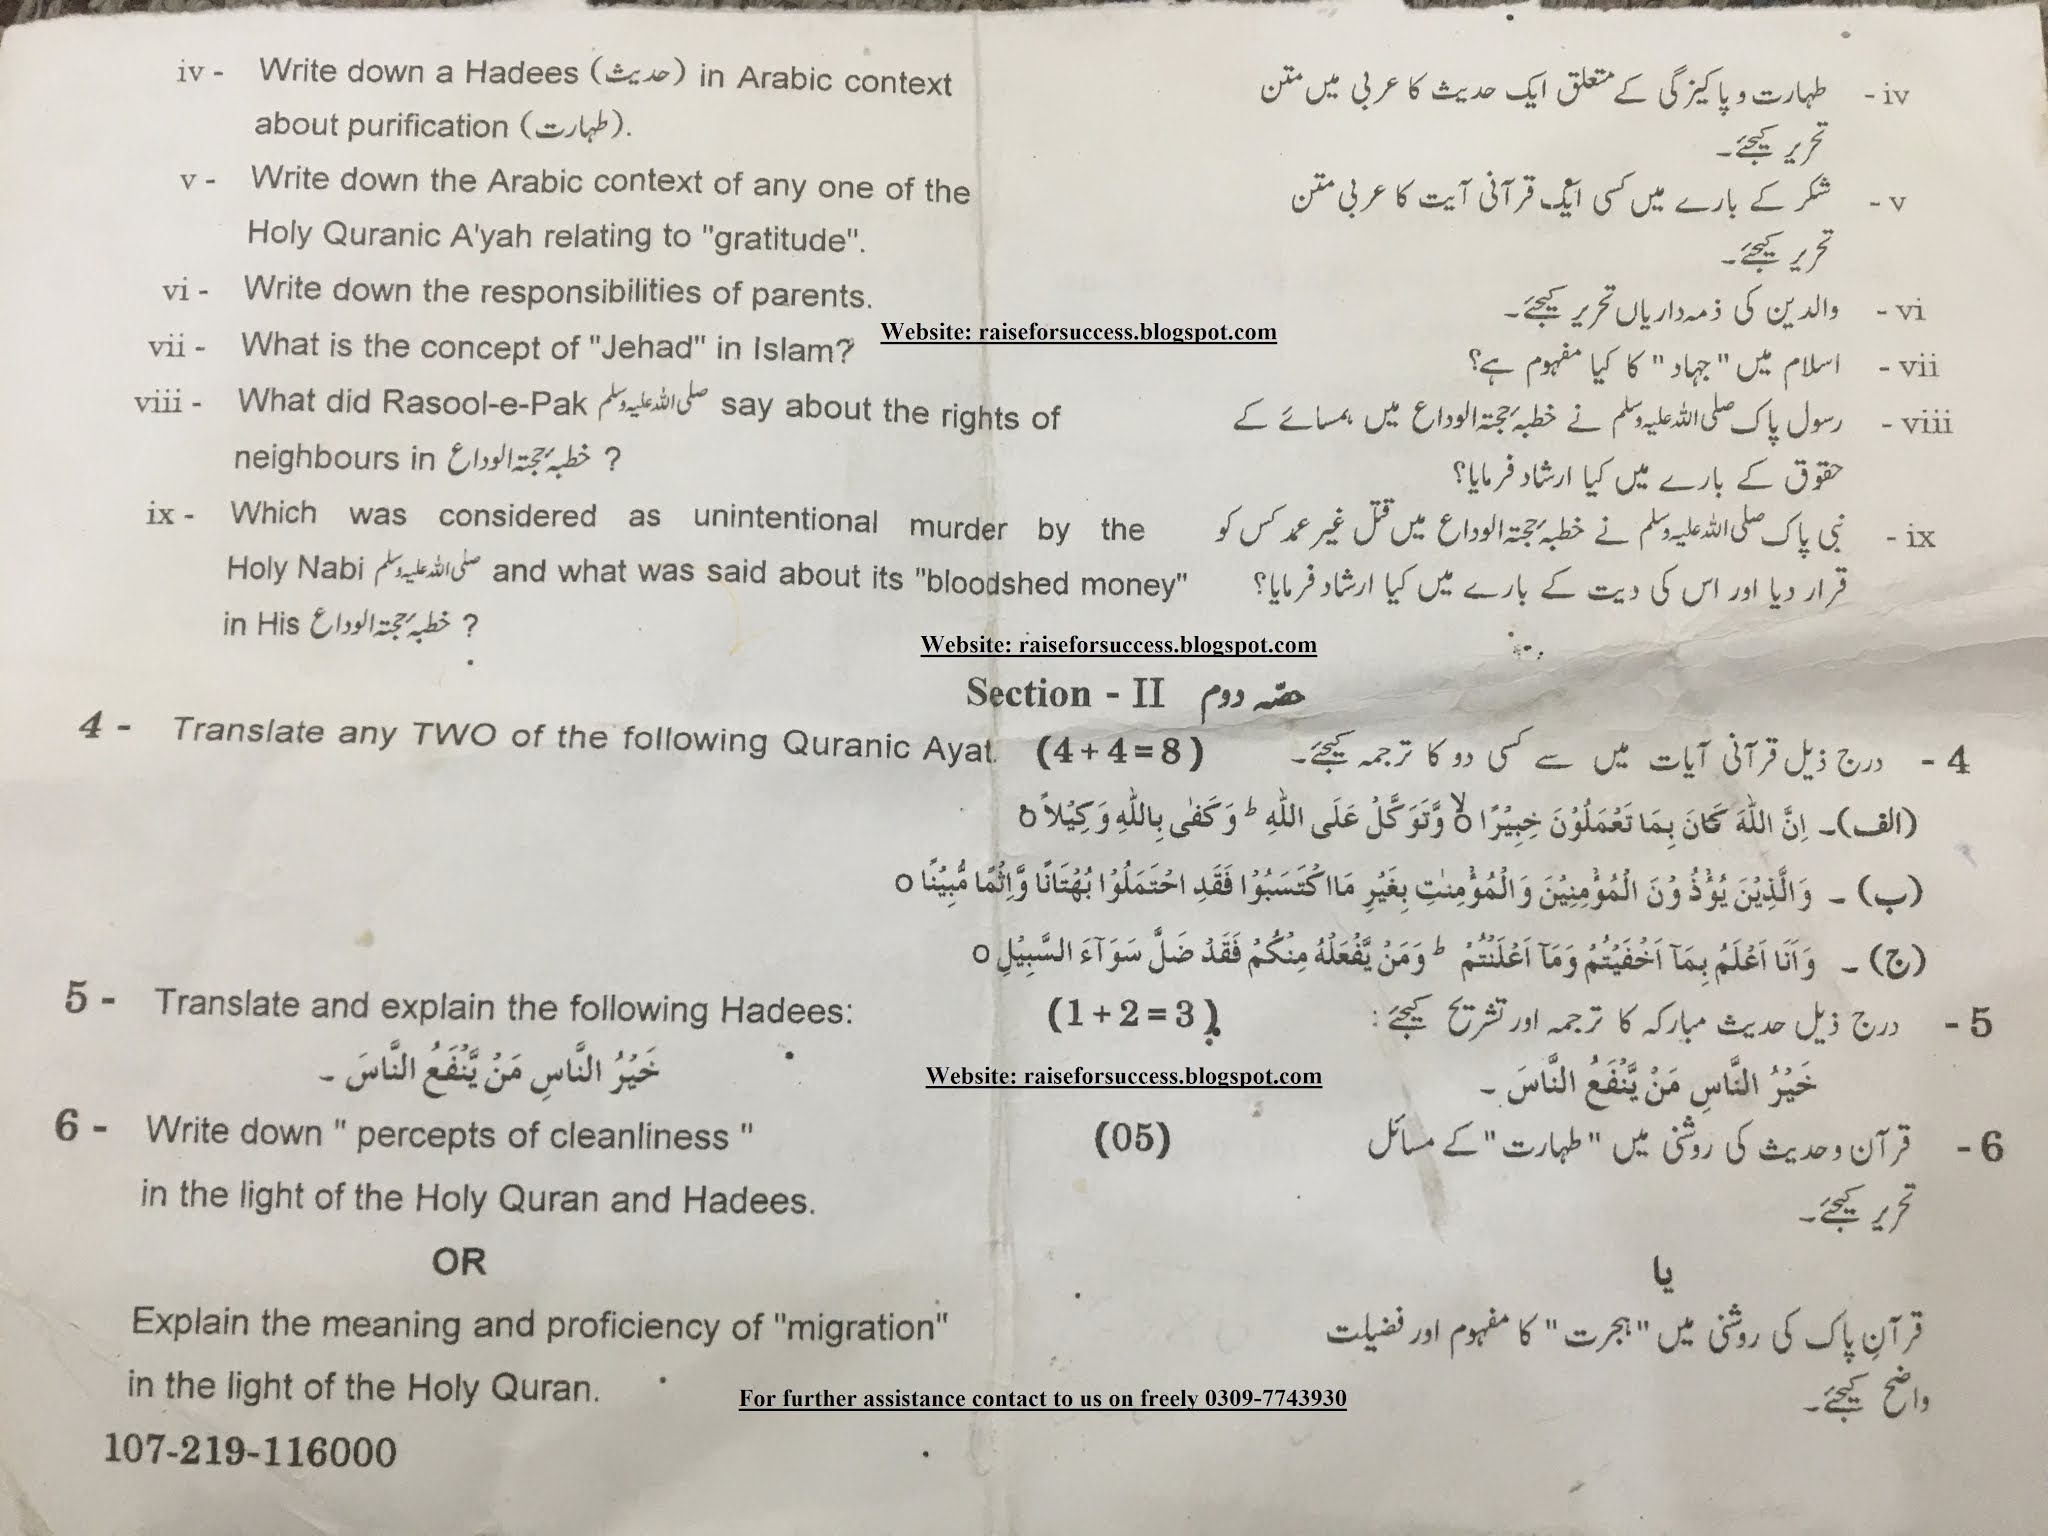 iv - Write down a Hadees (حدیث) in Arabic context
about purification (طہارت).
iv - طہارت و پاکیزگی کے متعلق ایک حدیث کا عربی میں متن
تحریر کیجئے۔
v - Write down the Arabic context of any one of the
Holy Quranic A'yah relating to "gratitude".
v - شکر کے بارے میں کسی ایک قرآنی آیت کا عربی متن
تحریر کیجئے۔
vi - Write down the responsibilities of parents.
vi - والدین کی ذمہ داریاں تحریر کیجئے۔
Website: raiseforsuccess.blogspot.com
vii - What is the concept of "Jehad" in Islam?
vii - اسلام میں "جہاد" کا کیا مفہوم ہے؟
viii - What did Rasool-e-Pak صلی اللہ علیہ وسلم say about the rights of
neighbours in خطبہ حجتہ الوداع ?
viii - رسول پاک صلی اللہ علیہ وسلم نے خطبہ حجتہ الوداع میں ہمسائے کے
حقوق کے بارے میں کیا ارشاد فرمایا؟
ix - Which was considered as unintentional murder by the
Holy Nabi صلی اللہ علیہ وسلم and what was said about its "bloodshed money"
in His خطبہ حجتہ الوداع ?
ix - نبی پاک صلی اللہ علیہ وسلم نے خطبہ حجتہ الوداع میں قتل غیر عمد کس کو
قرار دیا اور اس کی دیت کے بارے میں کیا ارشاد فرمایا؟
Website: raiseforsuccess.blogspot.com
Section - II حصّہ دوم
4 - Translate any TWO of the following Quranic Ayat. (4+4=8)
4 - درج ذیل قرآنی آیات میں سے کسی دو کا ترجمہ کیجئے۔
(الف)۔ اِنَّ اللّٰهَ كَانَ بِمَا تَعْمَلُوْنَ خَبِيْرًا ۙ وَّتَوَكَّلْ عَلَى اللّٰهِ ؕ وَكَفٰى بِاللّٰهِ وَكِيْلاً ○
(ب) ۔ وَالَّذِيْنَ يُؤْذُوْنَ الْمُؤْمِنِيْنَ وَالْمُؤْمِنٰتِ بِغَيْرِ مَا اكْتَسَبُوْا فَقَدِ احْتَمَلُوْا بُهْتَانًا وَّاِثْمًا مُّبِيْنًا ○
(ج) ۔ وَاَنَا اَعْلَمُ بِمَآ اَخْفَيْتُمْ وَمَآ اَعْلَنْتُمْ ؕ وَمَنْ يَّفْعَلْهُ مِنْكُمْ فَقَدْ ضَلَّ سَوَآءَ السَّبِيْلِ ○
5 - Translate and explain the following Hadees: (1+2=3)
خَيْرُ النَّاسِ مَنْ يَّنْفَعُ النَّاسَ ۔
5 - درج ذیل حدیث مبارکہ کا ترجمہ اور تشریح کیجئے :
خَيْرُ النَّاسِ مَنْ يَّنْفَعُ النَّاسَ ۔
Website: raiseforsuccess.blogspot.com
6 - Write down " percepts of cleanliness " (05)
in the light of the Holy Quran and Hadees.
6 - قرآن و حدیث کی روشنی میں "طہارت" کے مسائل
تحریر کیجئے۔
OR
یا
Explain the meaning and proficiency of "migration"
in the light of the Holy Quran.
قرآنِ پاک کی روشنی میں "ہجرت" کا مفہوم اور فضیلت
واضح کیجئے۔
For further assistance contact to us on freely 0309-7743930
107-219-116000